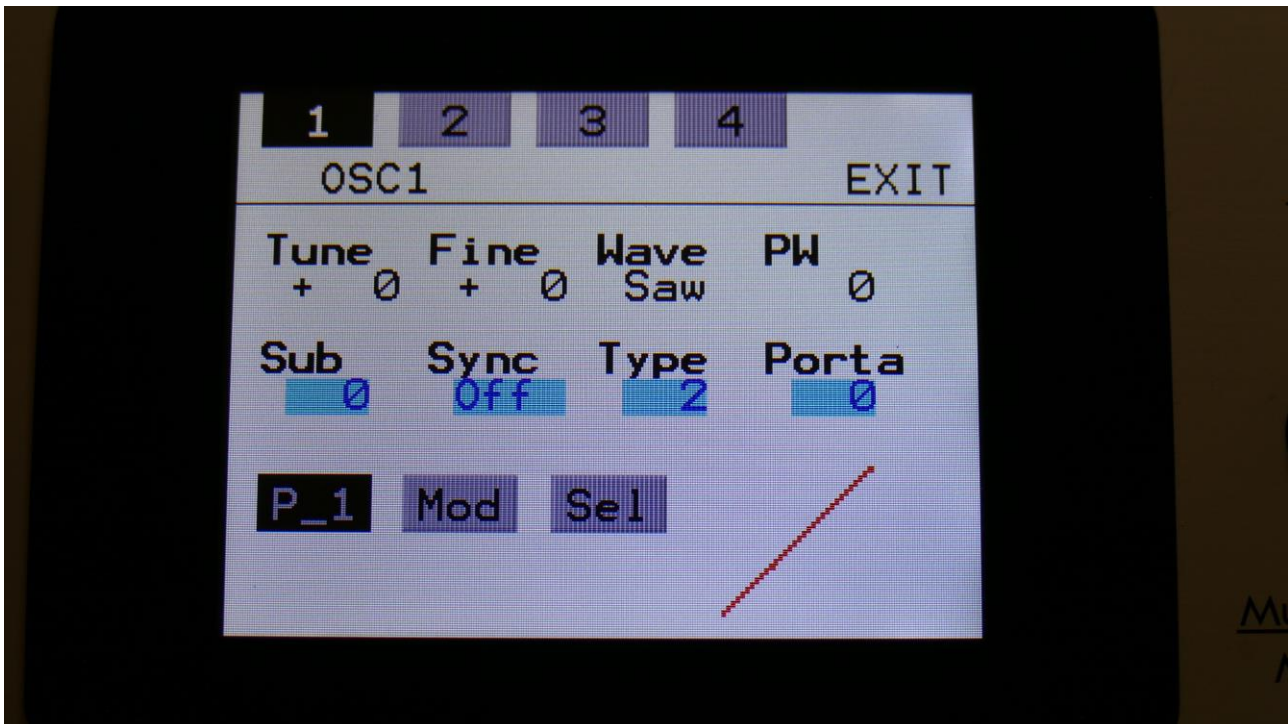 1 2 3 4
OSC1 EXIT
Tune Fine Wave PW
+ 0 + 0 Saw 0
Sub Sync Type Porta
0 Off 2 0
P_1 Mod Sel